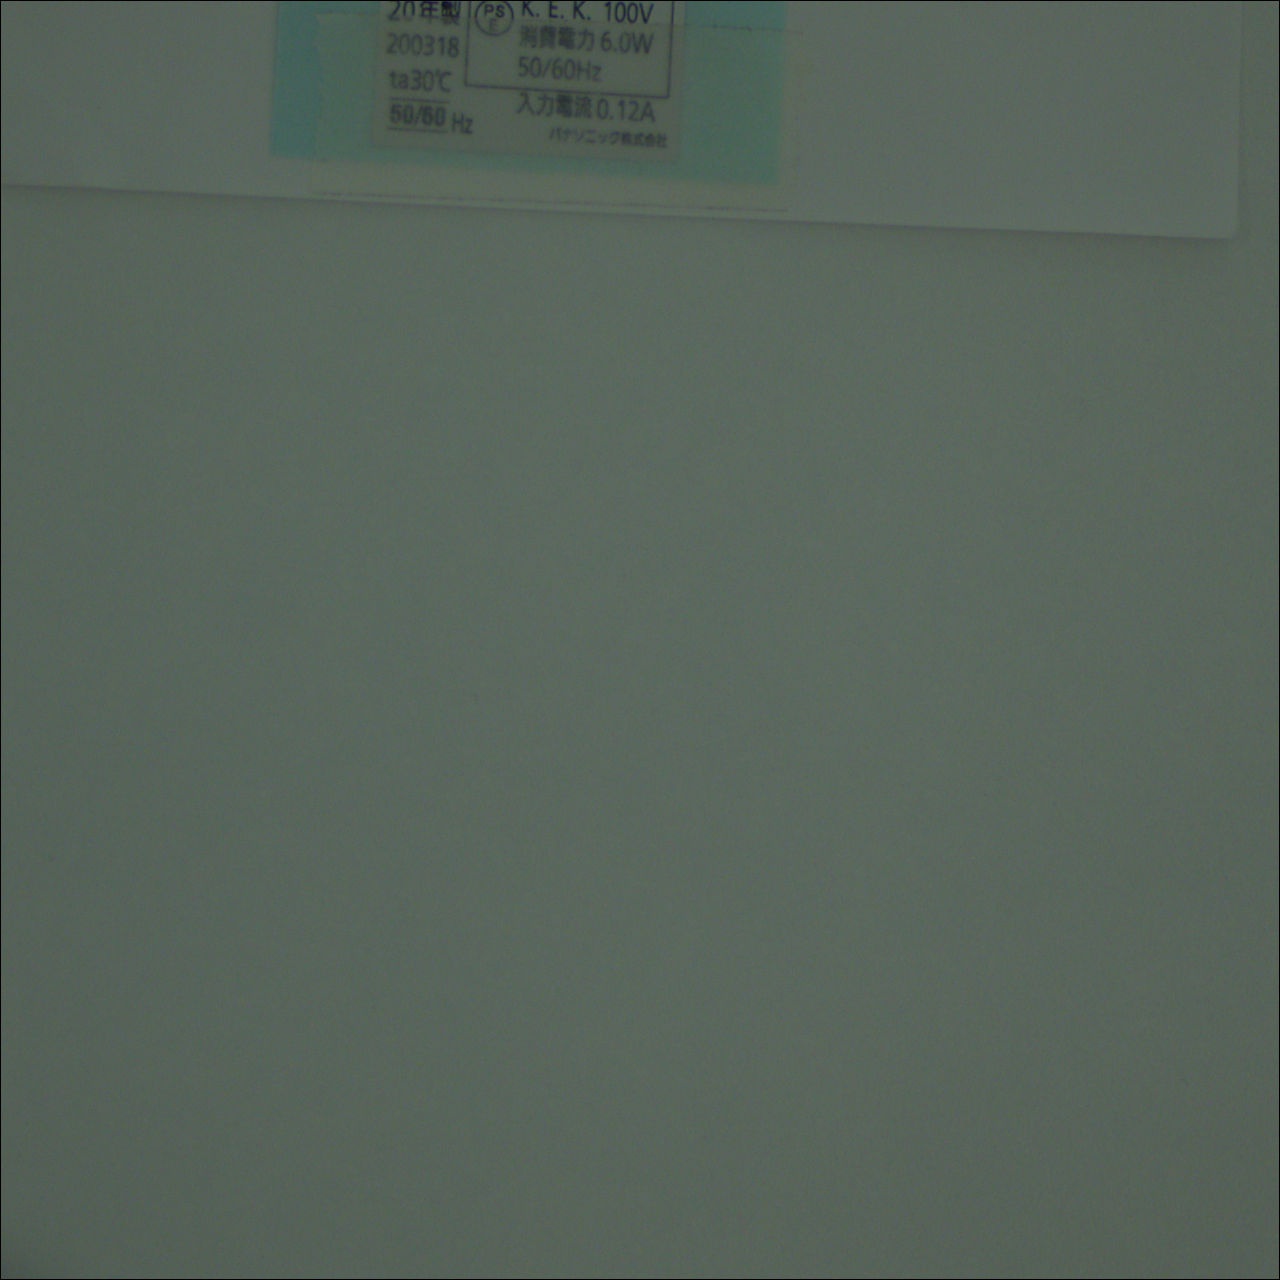 20年製
200318
ta30℃
50/60 Hz
PS
E
K. E. K. 100V
消費電力 6.0W
50/60Hz
入力電流 0.12A
パナソニック株式会社